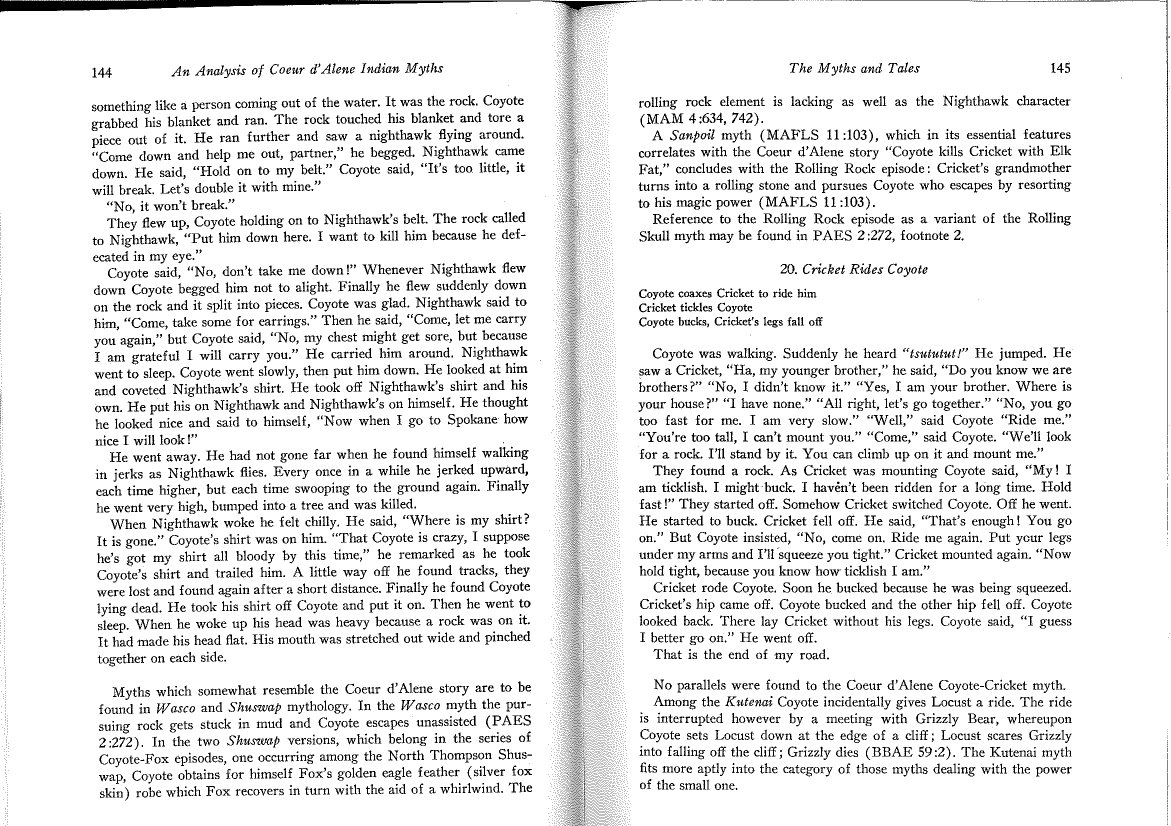 144 An Analysis of Coeur d'Alene Indian Myths
something like a person coming out of the water. It was the rock. Coyote
grabbed his blanket and ran. The rock touched his blanket and tore a
piece out of it. He ran further and saw a nighthawk flying around.
"Come down and help me out, partner," he begged. Nighthawk came
down. He said, "Hold on to my belt." Coyote said, "It's too little, it
will break. Let's double it with mine."
"No, it won't break."
They flew up, Coyote holding on to Nighthawk's belt. The rock called
to Nighthawk, "Put him down here. I want to kill him because he def-
ecated in my eye."
Coyote said, "No, don't take me down!" Whenever Nighthawk flew
down Coyote begged him not to alight. Finally he flew suddenly down
on the rock and it split into pieces. Coyote was glad. Nighthawk said to
him, "Come, take some for earrings." Then he said, "Come, let me carry
you again," but Coyote said, "No, my chest might get sore, but because
I am grateful I will carry you." He carried him around. Nighthawk
went to sleep. Coyote went slowly, then put him down. He looked at him
and coveted Nighthawk's shirt. He took off Nighthawk's shirt and his
own. He put his on Nighthawk and Nighthawk's on himself. He thought
he looked nice and said to himself, "Now when I go to Spokane how
nice I will look!"
He went away. He had not gone far when he found himself walking
in jerks as Nighthawk flies. Every once in a while he jerked upward,
each time higher, but each time swooping to the ground again. Finally
he went very high, bumped into a tree and was killed.
When Nighthawk woke he felt chilly. He said, "Where is my shirt?
It is gone." Coyote's shirt was on him. "That Coyote is crazy, I suppose
he's got my shirt all bloody by this time," he remarked as he took
Coyote's shirt and trailed him. A little way off he found tracks, they
were lost and found again after a short distance. Finally he found Coyote
lying dead. He took his shirt off Coyote and put it on. Then he went to
sleep. When he woke up his head was heavy because a rock was on it.
It had made his head flat. His mouth was stretched out wide and pinched
together on each side.
Myths which somewhat resemble the Coeur d'Alene story are to be
found in Wasco and Shuswap mythology. In the Wasco myth the pur-
suing rock gets stuck in mud and Coyote escapes unassisted (PAES
2:272). In the two Shuswap versions, which belong in the series of
Coyote-Fox episodes, one occurring among the North Thompson Shus-
wap, Coyote obtains for himself Fox's golden eagle feather (silver fox
skin) robe which Fox recovers in turn with the aid of a whirlwind. The
The Myths and Tales 145
rolling rock element is lacking as well as the Nighthawk character
(MAM 4:634, 742).
A Sanpoil myth (MAFLS 11:103), which in its essential features
correlates with the Coeur d'Alene story "Coyote kills Cricket with Elk
Fat," concludes with the Rolling Rock episode: Cricket's grandmother
turns into a rolling stone and pursues Coyote who escapes by resorting
to his magic power (MAFLS 11:103).
Reference to the Rolling Rock episode as a variant of the Rolling
Skull myth may be found in PAES 2:272, footnote 2.
20. Cricket Rides Coyote
Coyote coaxes Cricket to ride him
Cricket tickles Coyote
Coyote bucks, Cricket's legs fall off
Coyote was walking. Suddenly he heard "tsututut!" He jumped. He
saw a Cricket, "Ha, my younger brother," he said, "Do you know we are
brothers?" "No, I didn't know it." "Yes, I am your brother. Where is
your house?" "I have none." "All right, let's go together." "No, you go
too fast for me. I am very slow." "Well," said Coyote "Ride me."
"You're too tall, I can't mount you." "Come," said Coyote. "We'll look
for a rock. I'll stand by it. You can climb up on it and mount me."
They found a rock. As Cricket was mounting Coyote said, "My! I
am ticklish. I might buck. I haven't been ridden for a long time. Hold
fast!" They started off. Somehow Cricket switched Coyote. Off he went.
He started to buck. Cricket fell off. He said, "That's enough! You go
on." But Coyote insisted, "No, come on. Ride me again. Put your legs
under my arms and I'll squeeze you tight." Cricket mounted again. "Now
hold tight, because you know how ticklish I am."
Cricket rode Coyote. Soon he bucked because he was being squeezed.
Cricket's hip came off. Coyote bucked and the other hip fell off. Coyote
looked back. There lay Cricket without his legs. Coyote said, "I guess
I better go on." He went off.
That is the end of my road.
No parallels were found to the Coeur d'Alene Coyote-Cricket myth.
Among the Kutenai Coyote incidentally gives Locust a ride. The ride
is interrupted however by a meeting with Grizzly Bear, whereupon
Coyote sets Locust down at the edge of a cliff; Locust scares Grizzly
into falling off the cliff; Grizzly dies (BBAE 59:2). The Kutenai myth
fits more aptly into the category of those myths dealing with the power
of the small one.